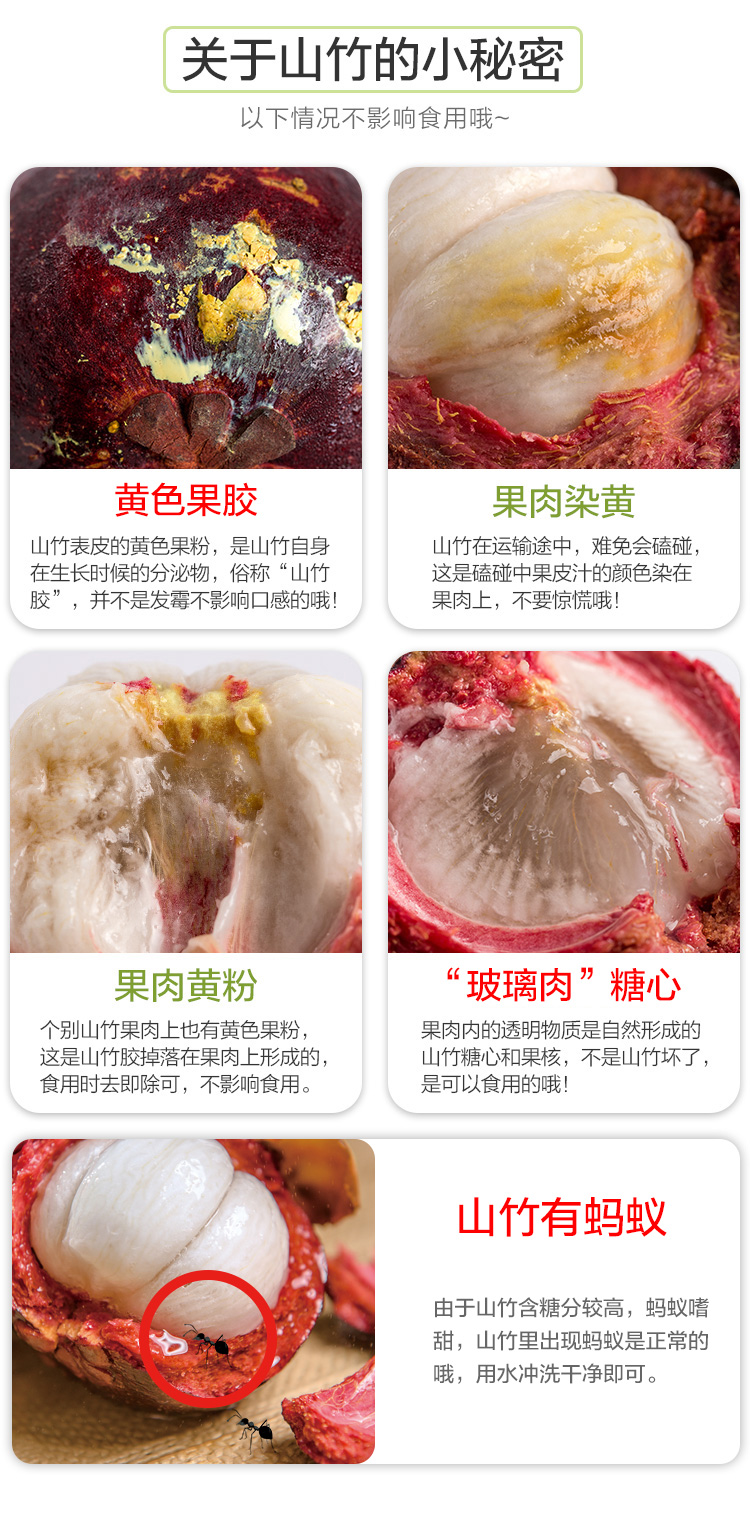 关于山竹的小秘密
以下情况不影响食用哦~
黄色果胶
山竹表皮的黄色果粉，是山竹自身
在生长时候的分泌物，俗称“山竹
胶”，并不是发霉不影响口感的哦！
果肉染黄
山竹在运输途中，难免会磕碰，
这是磕碰中果皮汁的颜色染在
果肉上，不要惊慌哦！
果肉黄粉
个别山竹果肉上也有黄色果粉，
这是山竹胶掉落在果肉上形成的，
食用时去即除可，不影响食用。
“玻璃肉”糖心
果肉内的透明物质是自然形成的
山竹糖心和果核，不是山竹坏了，
是可以食用的哦！
山竹有蚂蚁
由于山竹含糖分较高，蚂蚁嗜
甜，山竹里出现蚂蚁是正常的
哦，用水冲洗干净即可。